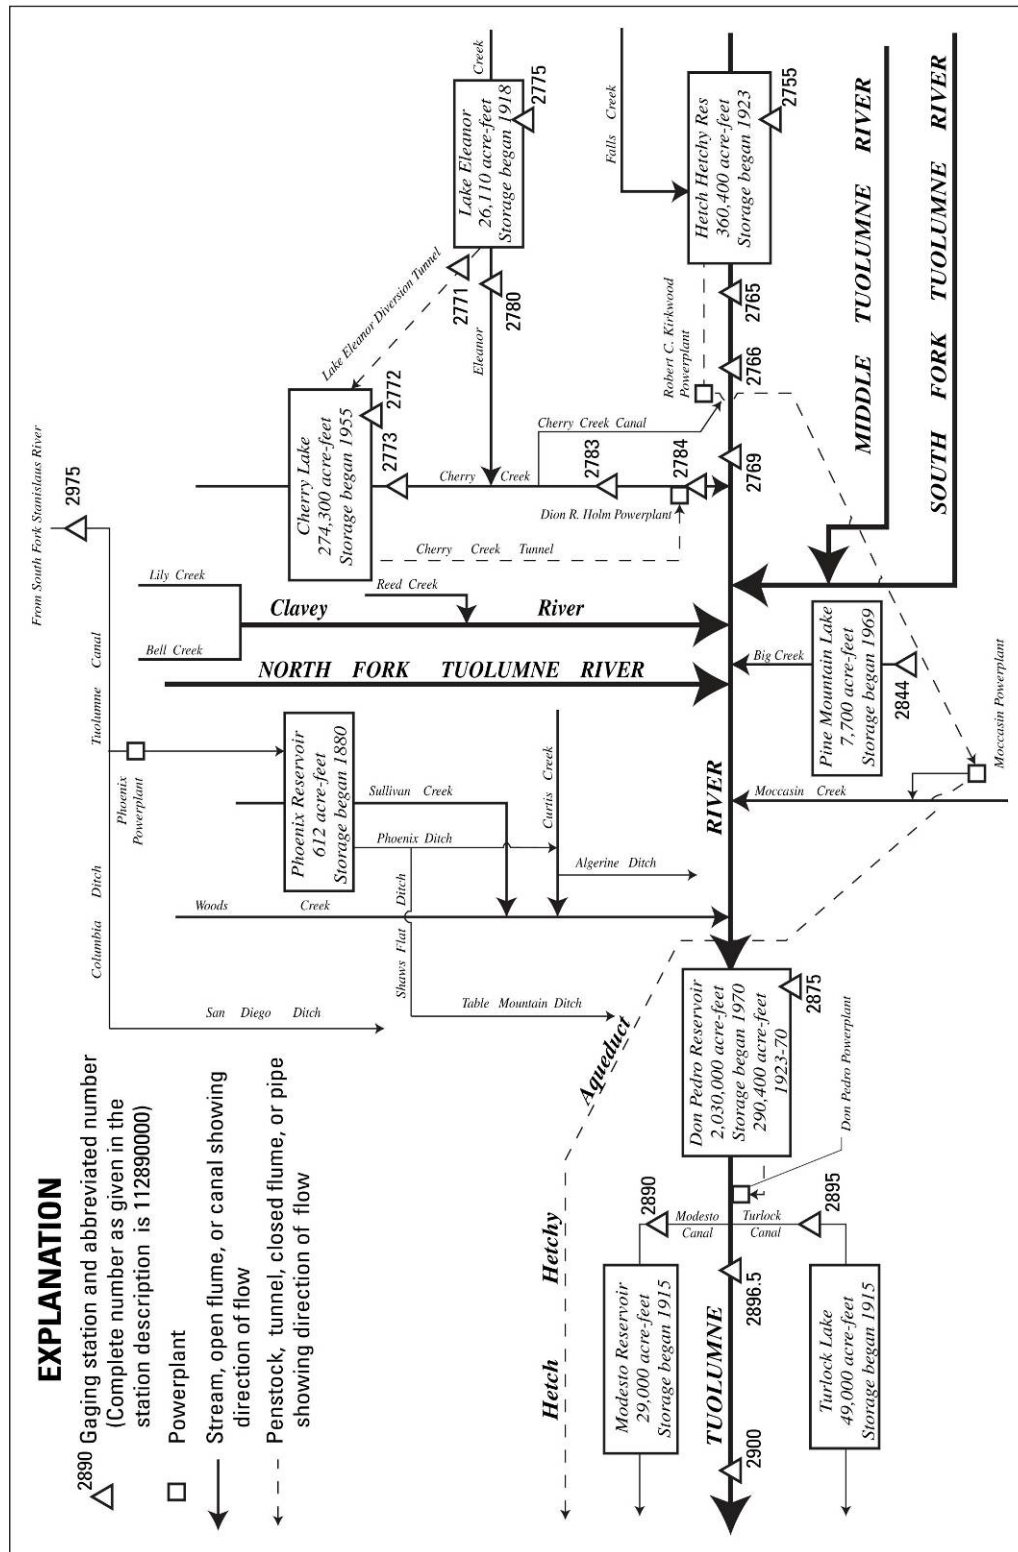 EXPLANATION
2890 Gaging station and abbreviated number
(Complete number as given in the
station description is 112890000)
Powerplant
Stream, open flume, or canal showing
direction of flow
Penstock, tunnel, closed flume, or pipe
showing direction of flow
From South Fork Stanislaus River
2975
Tuolumne Canal
Columbia Ditch
San Diego Ditch
Phoenix
Powerplant
Lily Creek
Bell Creek
Clavey River
Reed Creek
NORTH FORK TUOLUMNE RIVER
Phoenix Reservoir
612 acre-feet
Storage began 1880
Sullivan Creek
Phoenix Ditch
Curtis Creek
Algerine Ditch
Woods Creek
Shaws Flat Ditch
Table Mountain Ditch
Creek
Lake Eleanor
26,110 acre-feet
Storage began 1918
2775
Lake Eleanor Diversion Tunnel
2771
2780
Eleanor
Cherry Lake
274,300 acre-feet
Storage began 1955
2772
2773
Cherry Creek
Cherry Creek Canal
2783
2784
Dion R. Holm Powerplant
Cherry Creek Tunnel
Falls Creek
Hetch Hetchy Res
360,400 acre-feet
Storage began 1923
2755
Robert C. Kirkwood
Powerplant
2765
2766
2769
MIDDLE TUOLUMNE RIVER
SOUTH FORK TUOLUMNE RIVER
Big Creek
Pine Mountain Lake
7,700 acre-feet
Storage began 1969
2844
Moccasin Powerplant
Moccasin Creek
RIVER
Hetch Hetchy Aqueduct
Don Pedro Reservoir
2,030,000 acre-feet
Storage began 1970
290,400 acre-feet
1923-70
2875
Don Pedro Powerplant
2890
Modesto
Canal
Turlock
Canal
2895
Modesto Reservoir
29,000 acre-feet
Storage began 1915
2896.5
TUOLUMNE
2900
Turlock Lake
49,000 acre-feet
Storage began 1915